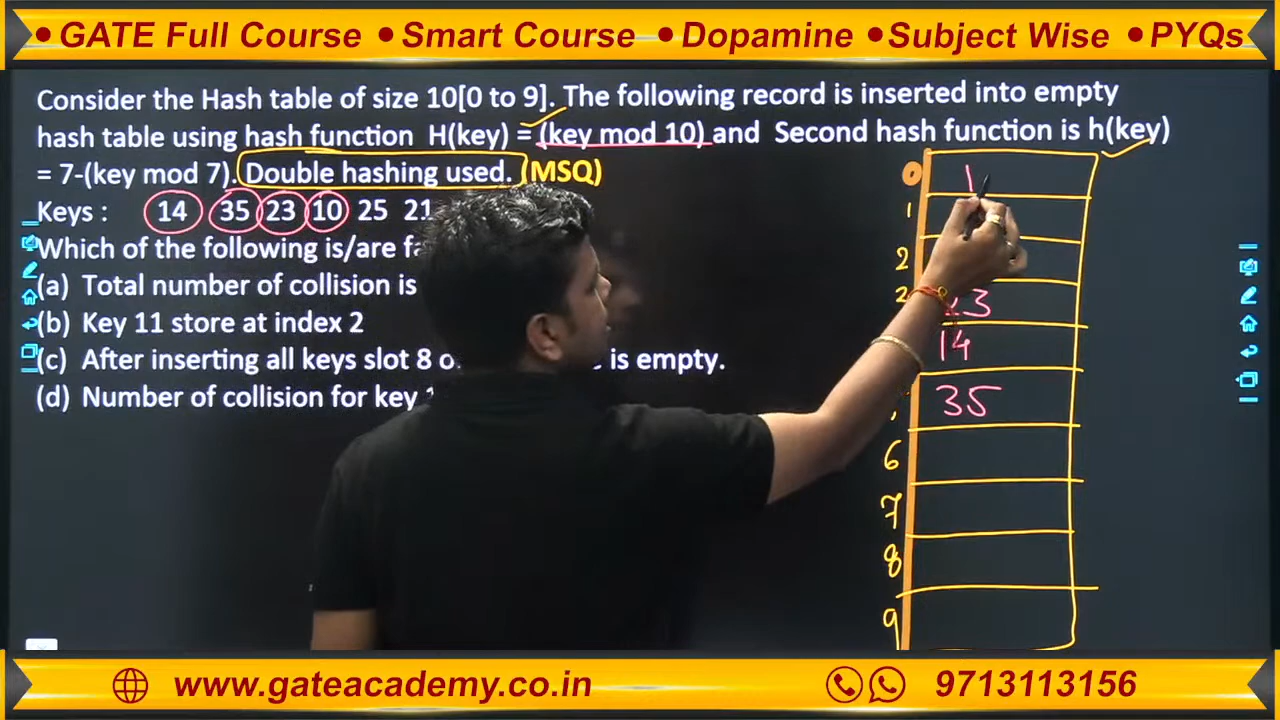 • GATE Full Course • Smart Course • Dopamine • Subject Wise • PYQs
Consider the Hash table of size 10[0 to 9]. The following record is inserted into empty
hash table using hash function H(key) = (key mod 10) and Second hash function is h(key)
= 7-(key mod 7). Double hashing used. (MSQ)
Keys : 14 35 23 10 25 21
Which of the following is/are
(a) Total number of collision is
(b) Key 11 store at index 2
(c) After inserting all keys slot 8 is empty.
(d) Number of collision for key
0 1
1
2
2 23
14
35
6
7
8
9
www.gateacademy.co.in 9713113156